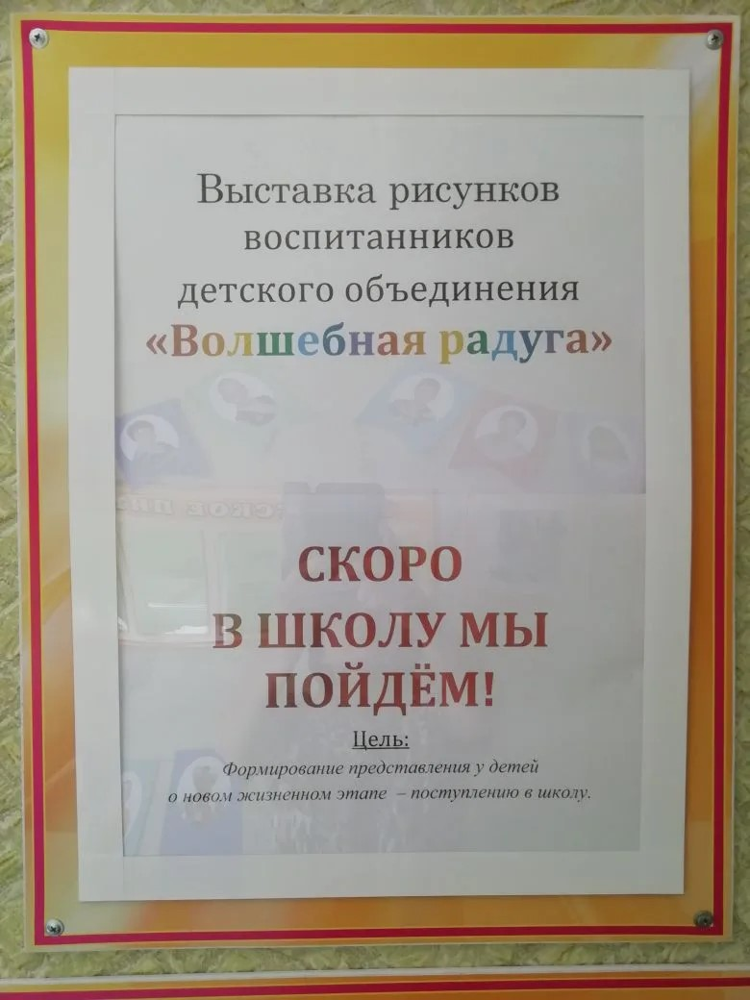 Выставка рисунков
воспитанников
детского объединения
«Волшебная радуга»
СКОРО
В ШКОЛУ МЫ
ПОЙДЁМ!
Цель:
Формирование представления у детей
о новом жизненном этапе – поступлению в школу.